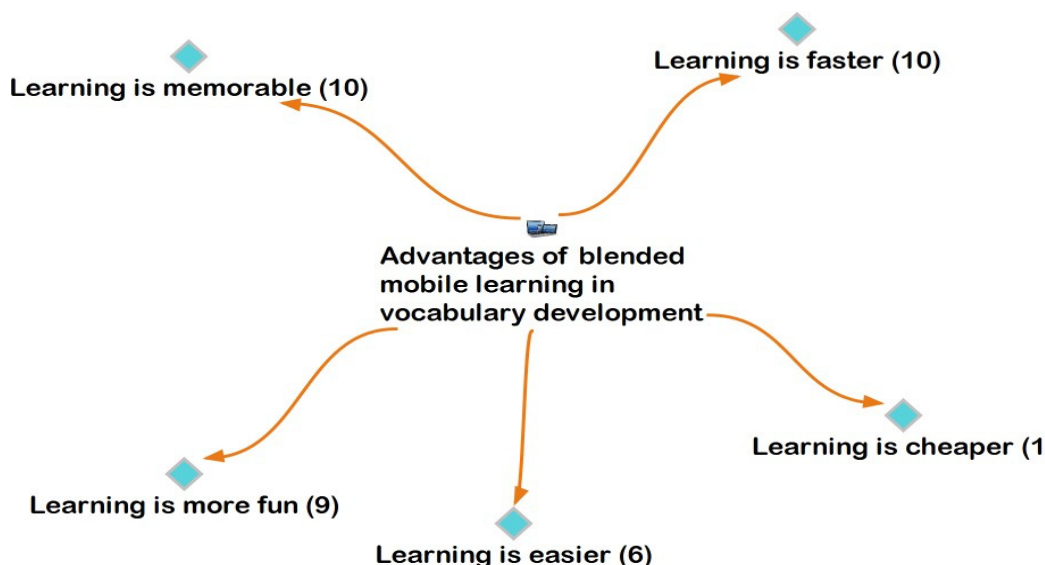 Learning is faster (10)
Learning is memorable (10)
Advantages of blended
mobile learning in
vocabulary development
Learning is cheaper (1
Learning is more fun (9)
Learning is easier (6)